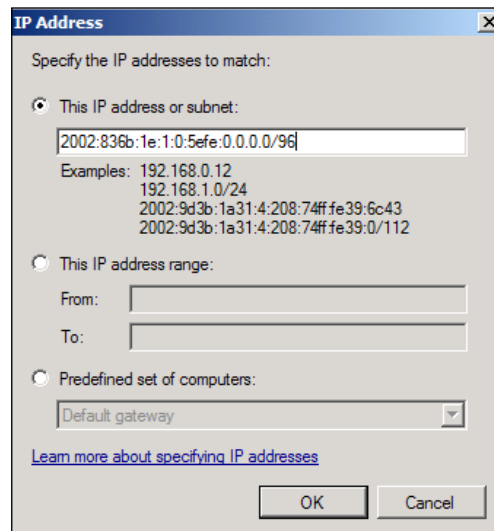 IP Address
Specify the IP addresses to match:
This IP address or subnet:
2002:836b:1e:1:0:5efe:0.0.0.0/96
Examples: 192.168.0.12
192.168.1.0/24
2002:9d3b:1a31:4:208:74ff:fe39:6c43
2002:9d3b:1a31:4:208:74ff:fe39:0/112
This IP address range:
From:
To:
Predefined set of computers:
Default gateway
Learn more about specifying IP addresses
OK Cancel